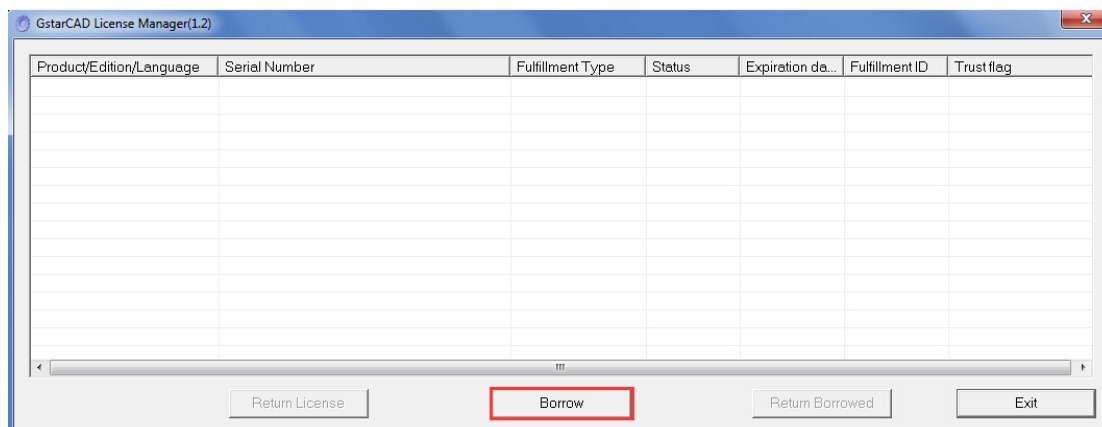 GstarCAD License Manager(1.2)
Product/Edition/Language Serial Number Fulfillment Type Status Expiration da... Fulfillment ID Trust flag
Return License Borrow Return Borrowed Exit